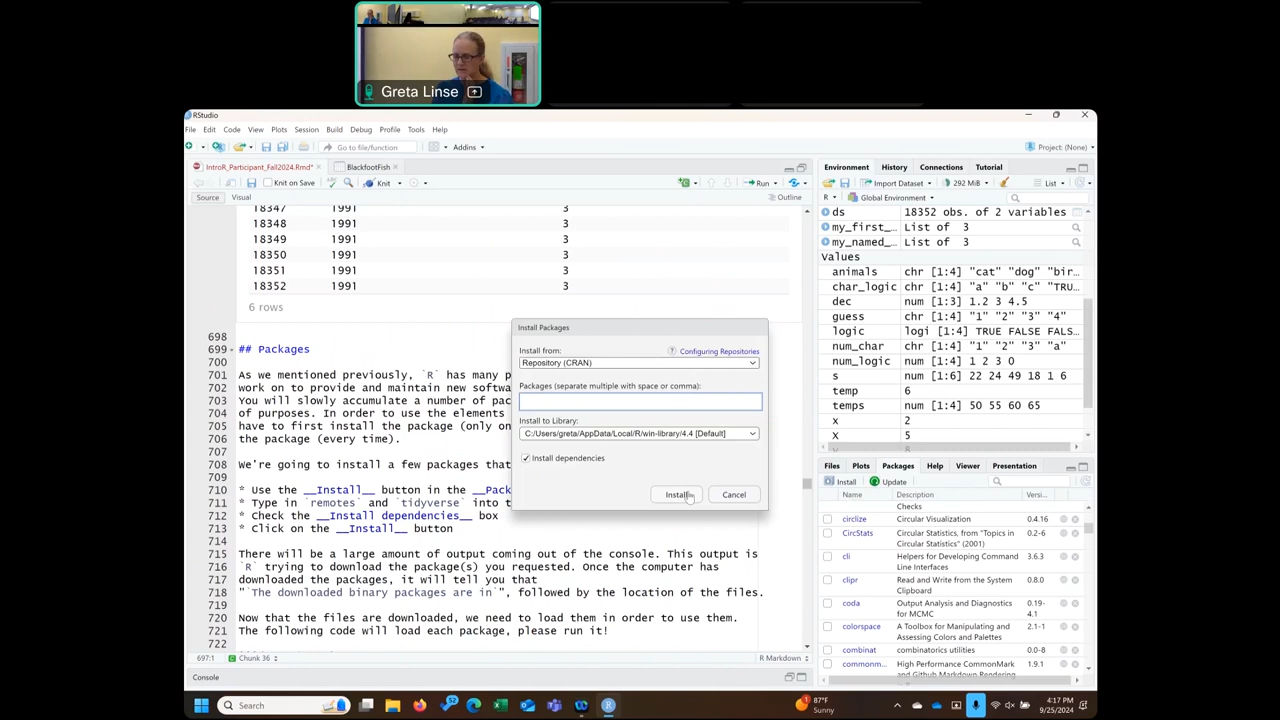 Greta Linse
RStudio
File Edit Code View Plots Session Build Debug Profile Tools Help
Go to file/function Addins Project: (None)
IntroR_Participant_Fall2024.Rmd* BlackfootFish
Knit on Save Knit Run
Source Visual Outline
18347 1991 3
18348 1991 3
18349 1991 3
18350 1991 3
18351 1991 3
18352 1991 3
6 rows
698
699 ## Packages
700
701 As we mentioned previously, `R` has many p
702 work on to provide and maintain new softwa
703 You will slowly accumulate a number of pac
704 of purposes. In order to use the elements
705 have to first install the package (only on
706 the package (every time).
707
708 We're going to install a few packages that
709
710 * Use the __Install__ button in the __Pack
711 * Type in `remotes` and `tidyverse` into t
712 * Check the __Install dependencies__ box
713 * Click on the __Install__ button
714
715 There will be a large amount of output coming out of the console. This output is
716 `R` trying to download the package(s) you requested. Once the computer has
717 downloaded the packages, it will tell you that
718 "`The downloaded binary packages are in`", followed by the location of the files.
719
720 Now that the files are downloaded, we need to load them in order to use them.
721 The following code will load each package, please run it!
722
697:1 Chunk 36 R Markdown
Console
Install Packages
Install from: ? Configuring Repositories
Repository (CRAN)
Packages (separate multiple with space or comma):
Install to Library:
C:/Users/greta/AppData/Local/R/win-library/4.4 [Default]
Install dependencies
Install Cancel
Environment History Connections Tutorial
Import Dataset 292 MiB List
R Global Environment
ds 18352 obs. of 2 variables
my_first_… List of 3
my_named_… List of 3
Values
animals chr [1:4] "cat" "dog" "bir…
char_logic chr [1:4] "a" "b" "c" "TRU…
dec num [1:3] 1.2 3 4.5
guess chr [1:4] "1" "2" "3" "4"
logic logi [1:4] TRUE FALSE FALS…
num_char chr [1:4] "1" "2" "3" "a"
num_logic num [1:4] 1 2 3 0
s num [1:6] 22 24 49 18 1 6
temp 6
temps num [1:4] 50 55 60 65
x 2
x 5
Files Plots Packages Help Viewer Presentation
Install Update
Name Description Versi…
Checks
circlize Circular Visualization 0.4.16
CircStats Circular Statistics, from "Topics in 0.2-6
Circular Statistics" (2001)
cli Helpers for Developing Command 3.6.3
Line Interfaces
clipr Read and Write from the System 0.8.0
Clipboard
coda Output Analysis and Diagnostics 0.19-
for MCMC 4.1
colorspace A Toolbox for Manipulating and 2.1-1
Assessing Colors and Palettes
combinat combinatorics utilities 0.0-8
commonm… High Performance CommonMark 1.9.1
and Github Markdown Rendering
Search
52
87°F
Sunny
4:17 PM
9/25/2024